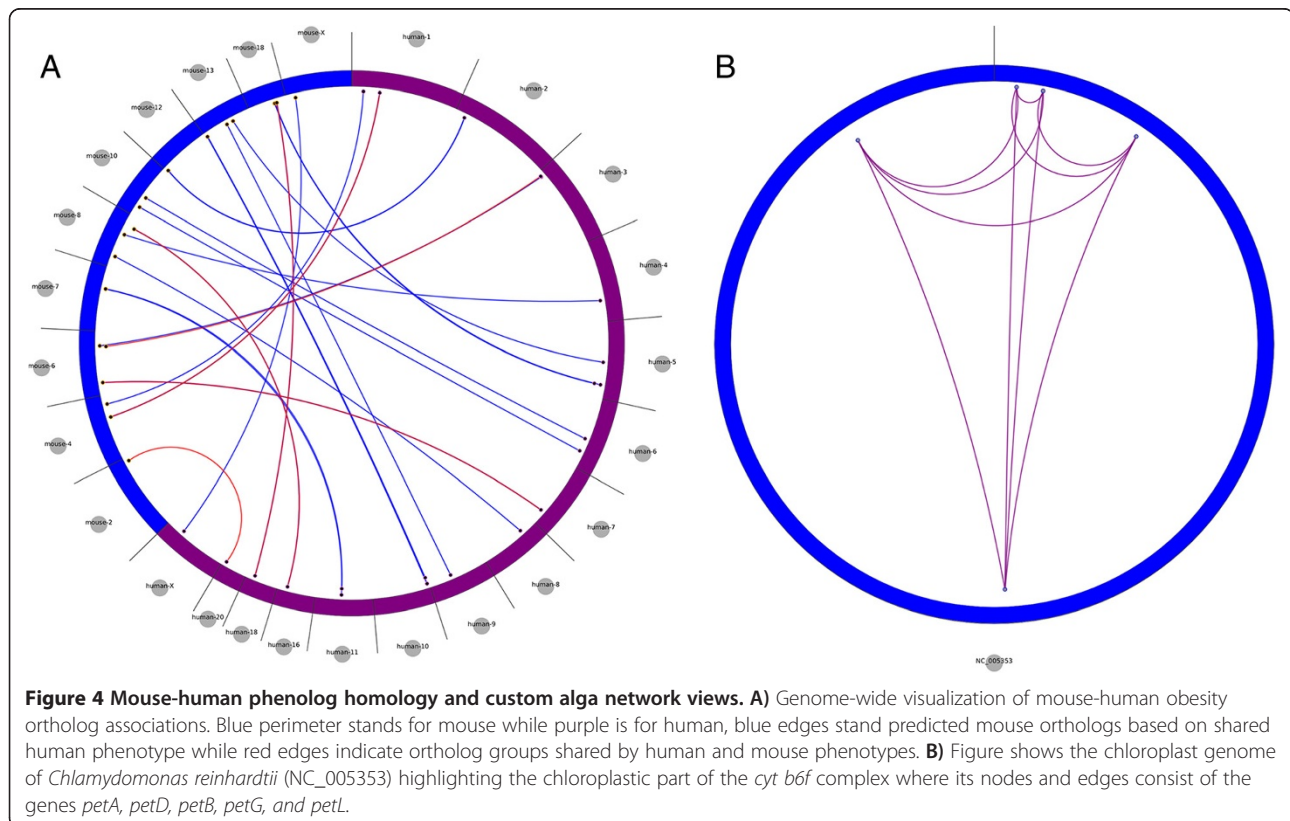 A
B
human-1
human-2
human-3
human-4
human-5
human-6
human-7
human-8
human-9
human-10
human-11
human-16
human-18
human-20
human-X
mouse-2
mouse-4
mouse-6
mouse-7
mouse-8
mouse-10
mouse-12
mouse-13
mouse-18
mouse-X
NC_005353
Figure 4 Mouse-human phenolog homology and custom alga network views. A) Genome-wide visualization of mouse-human obesity
ortholog associations. Blue perimeter stands for mouse while purple is for human, blue edges stand predicted mouse orthologs based on shared
human phenotype while red edges indicate ortholog groups shared by human and mouse phenotypes. B) Figure shows the chloroplast genome
of Chlamydomonas reinhardtii (NC_005353) highlighting the chloroplastic part of the cyt b6f complex where its nodes and edges consist of the
genes petA, petD, petB, petG, and petL.